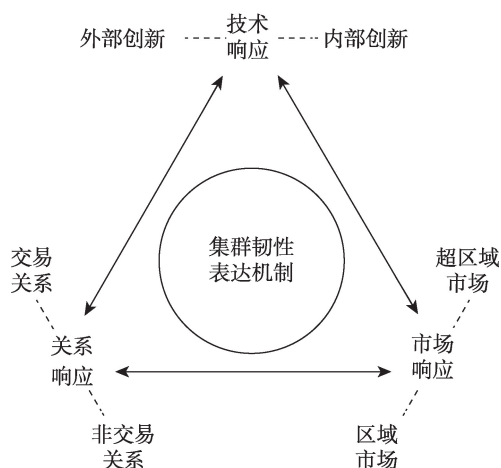 技术
外部创新
响应
内部创新
集群韧性
表达机制
交易
关系
超区域
市场
关系
响应
市场
响应
非交易
关系
区域
市场